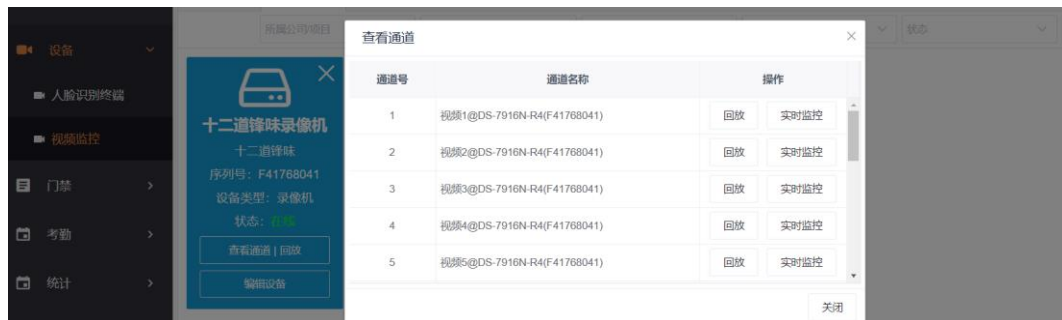 所属公司/项目
状态
设备
人脸识别终端
视频监控
门禁
考勤
统计
十二道锋味录像机
十二道锋味
序列号：F41768041
设备类型：录像机
状态：在线
查看通道 | 回放
编辑设备
查看通道
通道号 通道名称 操作
1 视频1@DS-7916N-R4(F41768041) 回放 实时监控
2 视频2@DS-7916N-R4(F41768041) 回放 实时监控
3 视频3@DS-7916N-R4(F41768041) 回放 实时监控
4 视频4@DS-7916N-R4(F41768041) 回放 实时监控
5 视频5@DS-7916N-R4(F41768041) 回放 实时监控
关闭